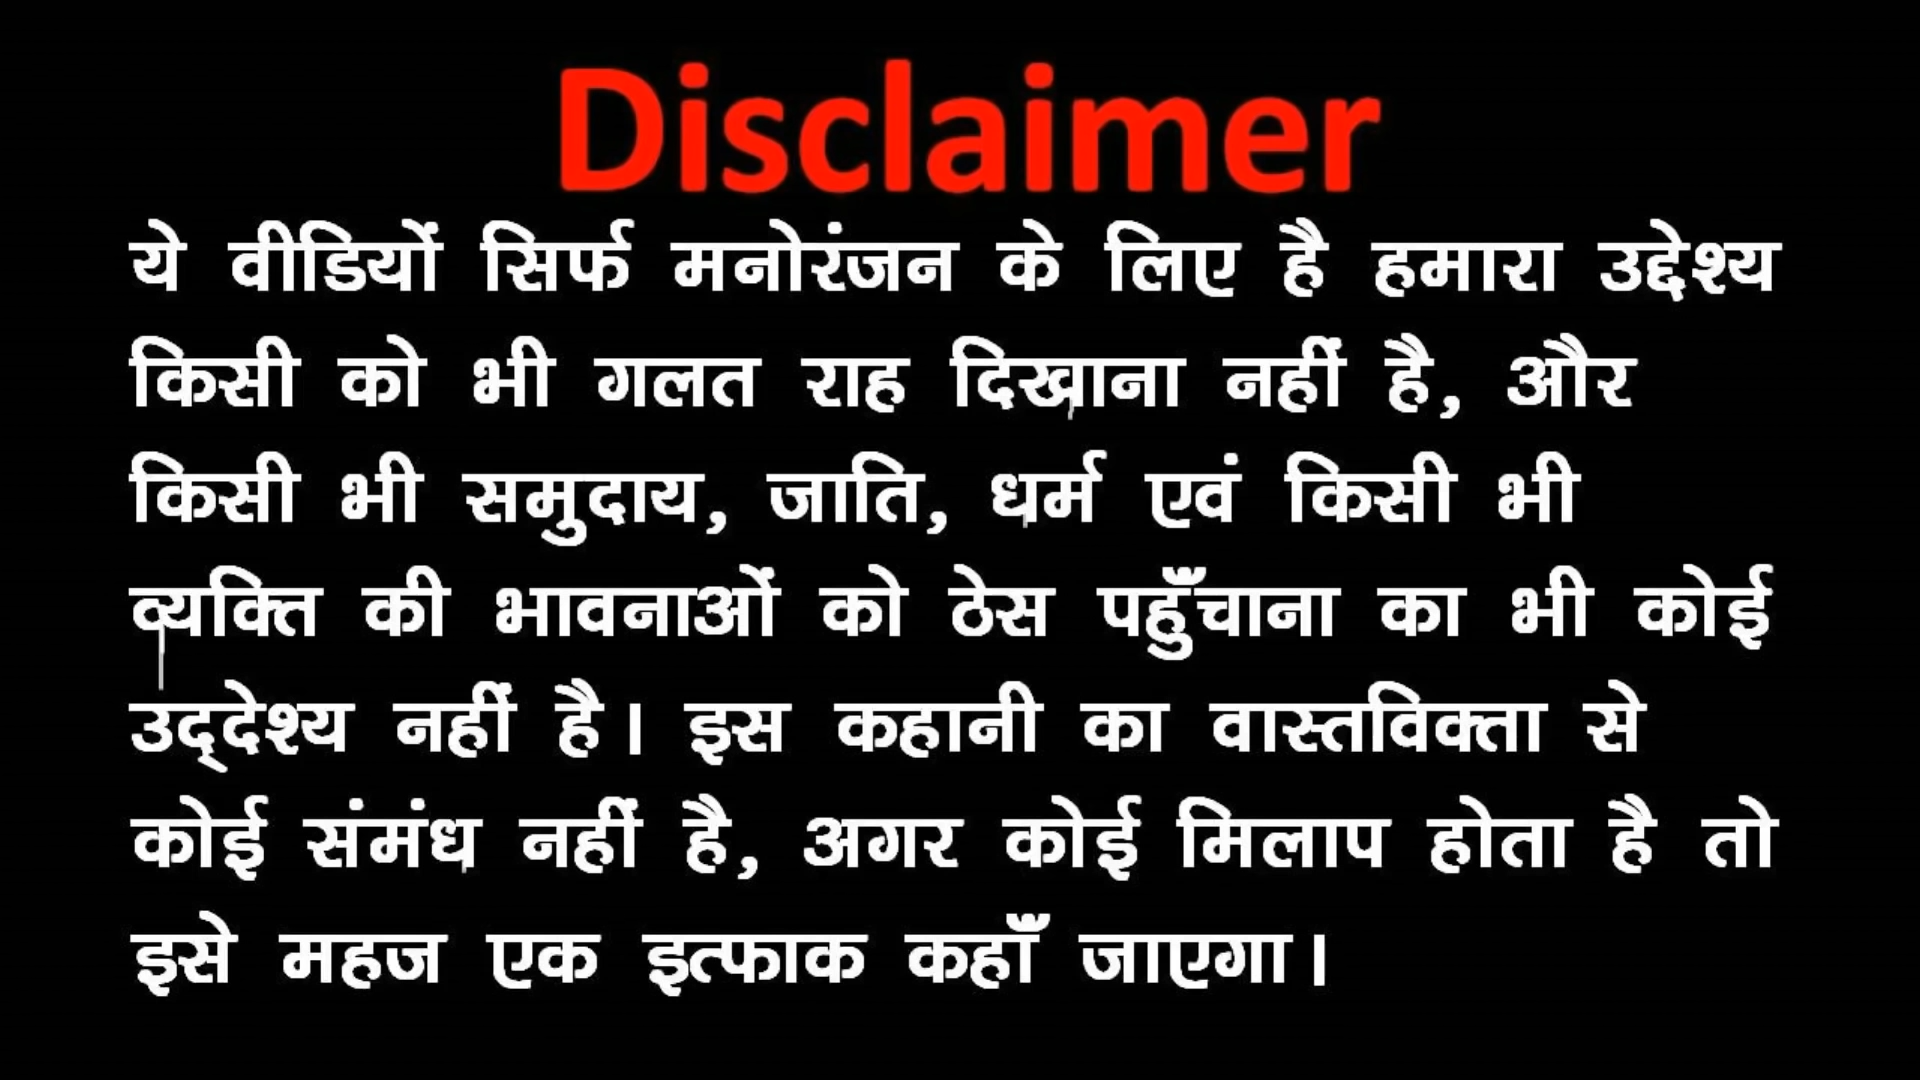 Disclaimer
ये वीडियों सिर्फ मनोरंजन के लिए है हमारा उद्देश्य
किसी को भी गलत राह दिखाना नहीं है, और
किसी भी समुदाय, जाति, धर्म एवं किसी भी
व्यक्ति की भावनाओं को ठेस पहुँचाना का भी कोई
उद्‌देश्य नहीं है। इस कहानी का वास्तविक्ता से
कोई संमंध नहीं है, अगर कोई मिलाप होता है तो
इसे महज एक इत्फाक कहाँ जाएगा।